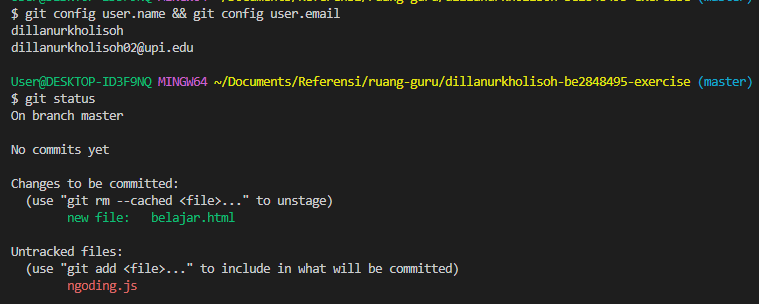 $ git config user.name && git config user.email
dillanurkholisoh
dillanurkholisoh02@upi.edu
User@DESKTOP-ID3F9NQ MINGW64 ~/Documents/Referensi/ruang-guru/dillanurkholisoh-be2848495-exercise (master)
$ git status
On branch master
No commits yet
Changes to be committed:
(use "git rm --cached <file>..." to unstage)
new file: belajar.html
Untracked files:
(use "git add <file>..." to include in what will be committed)
ngoding.js